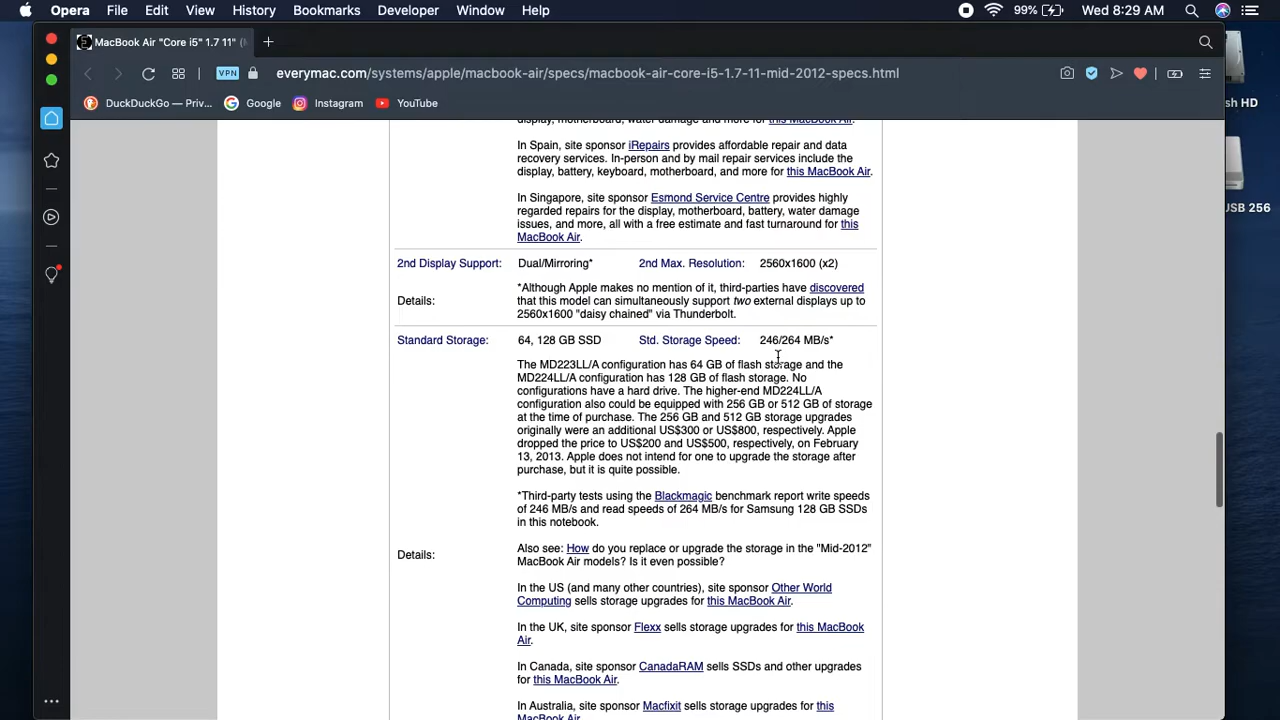 Opera File Edit View History Bookmarks Developer Window Help 99% Wed 8:29 AM
MacBook Air "Core i5" 1.7 11" (
VPN everymac.com/systems/apple/macbook-air/specs/macbook-air-core-i5-1.7-11-mid-2012-specs.html
DuckDuckGo — Priv... Google Instagram YouTube
sh HD
USB 256
display, motherboard, water damage and more for this MacBook Air.
In Spain, site sponsor iRepairs provides affordable repair and data
recovery services. In-person and by mail repair services include the
display, battery, keyboard, motherboard, and more for this MacBook Air.
In Singapore, site sponsor Esmond Service Centre provides highly
regarded repairs for the display, motherboard, battery, water damage
issues, and more, all with a free estimate and fast turnaround for this
MacBook Air.
2nd Display Support: Dual/Mirroring* 2nd Max. Resolution: 2560x1600 (x2)
Details:
*Although Apple makes no mention of it, third-parties have discovered
that this model can simultaneously support two external displays up to
2560x1600 "daisy chained" via Thunderbolt.
Standard Storage: 64, 128 GB SSD Std. Storage Speed: 246/264 MB/s*
Details:
The MD223LL/A configuration has 64 GB of flash storage and the
MD224LL/A configuration has 128 GB of flash storage. No
configurations have a hard drive. The higher-end MD224LL/A
configuration also could be equipped with 256 GB or 512 GB of storage
at the time of purchase. The 256 GB and 512 GB storage upgrades
originally were an additional US$300 or US$800, respectively. Apple
dropped the price to US$200 and US$500, respectively, on February
13, 2013. Apple does not intend for one to upgrade the storage after
purchase, but it is quite possible.
*Third-party tests using the Blackmagic benchmark report write speeds
of 246 MB/s and read speeds of 264 MB/s for Samsung 128 GB SSDs
in this notebook.
Also see: How do you replace or upgrade the storage in the "Mid-2012"
MacBook Air models? Is it even possible?
In the US (and many other countries), site sponsor Other World
Computing sells storage upgrades for this MacBook Air.
In the UK, site sponsor Flexx sells storage upgrades for this MacBook
Air.
In Canada, site sponsor CanadaRAM sells SSDs and other upgrades
for this MacBook Air.
In Australia, site sponsor Macfixit sells storage upgrades for this
MacBook Air.